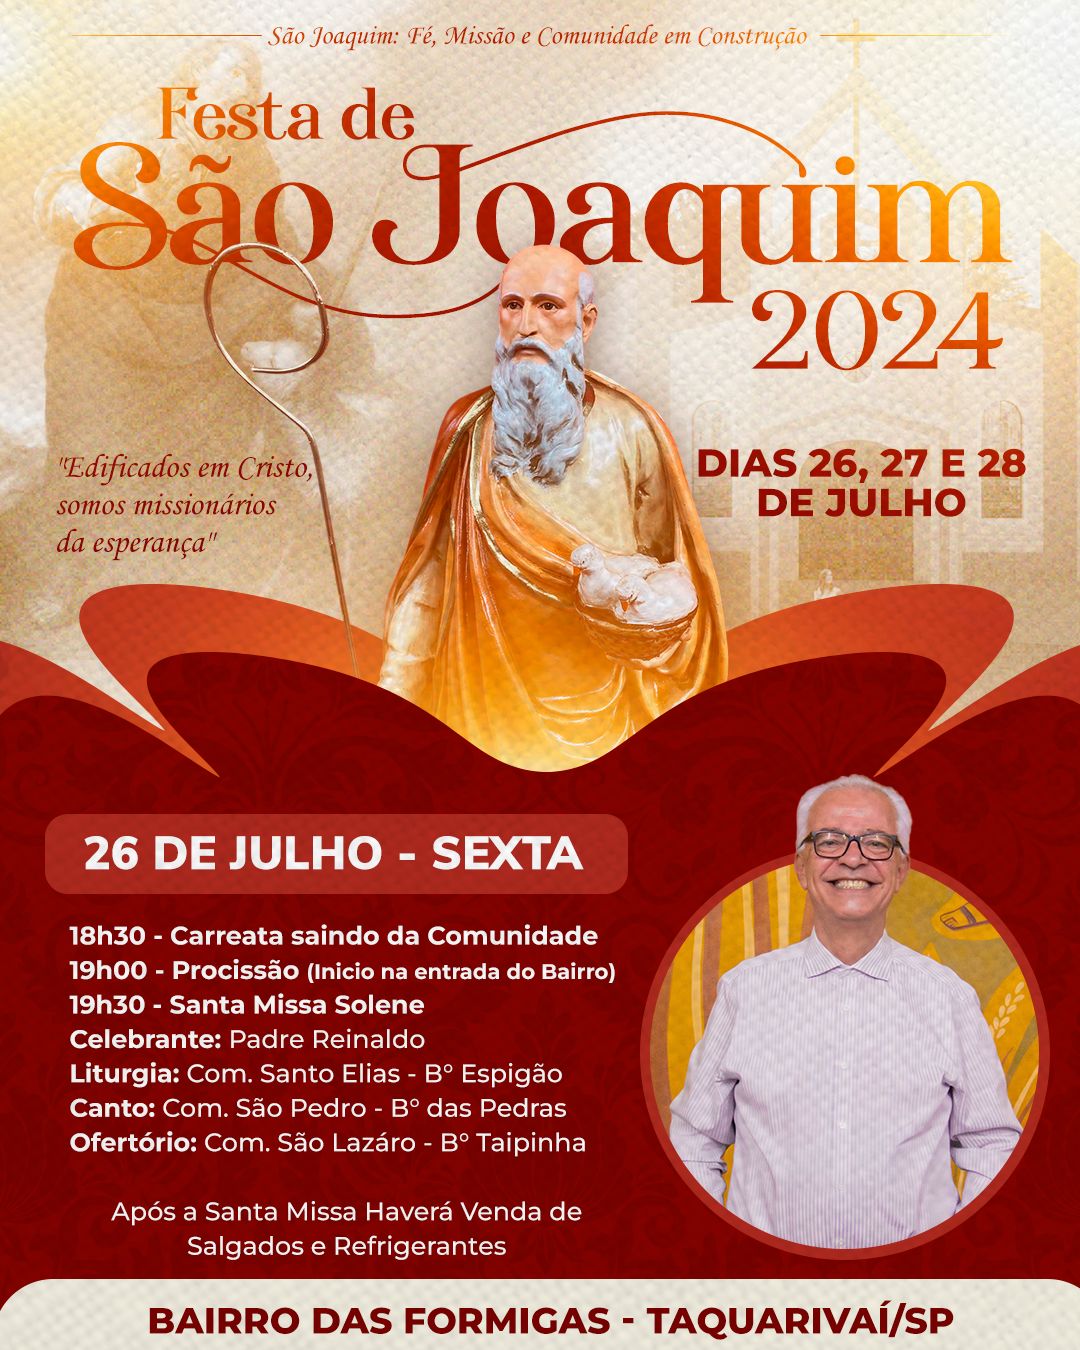 São Joaquim: Fé, Missão e Comunidade em Construção
Festa de
São Joaquim
2024
"Edificados em Cristo,
somos missionários
da esperança"
DIAS 26, 27 E 28
DE JULHO
26 DE JULHO - SEXTA
18h30 - Carreata saindo da Comunidade
19h00 - Procissão (Inicio na entrada do Bairro)
19h30 - Santa Missa Solene
Celebrante: Padre Reinaldo
Liturgia: Com. Santo Elias - B° Espigão
Canto: Com. São Pedro - B° das Pedras
Ofertório: Com. São Lazáro - B° Taipinha
Após a Santa Missa Haverá Venda de
Salgados e Refrigerantes
BAIRRO DAS FORMIGAS - TAQUARIVAÍ/SP